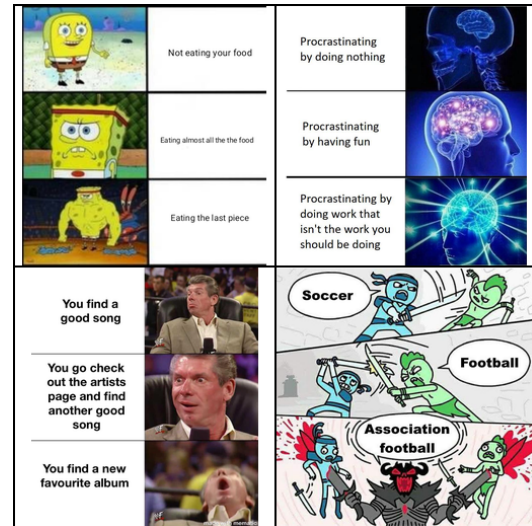 Not eating your food
Eating almost all the the food
Eating the last piece
Procrastinating
by doing nothing
Procrastinating
by having fun
Procrastinating by
doing work that
isn't the work you
should be doing
You find a
good song
You go check
out the artists
page and find
another good
song
You find a new
favourite album
Soccer
Football
Association
football